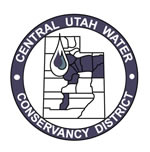 CENTRAL UTAH WATER
CONSERVANCY DISTRICT